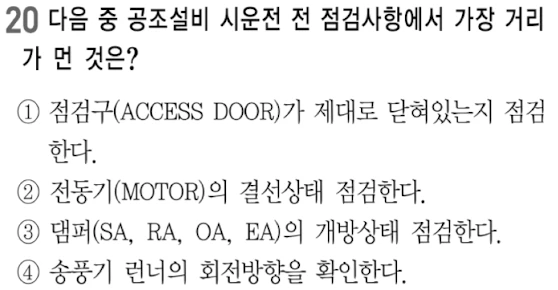 20 다음 중 공조설비 시운전 전 점검사항에서 가장 거리
가 먼 것은?
① 점검구(ACCESS DOOR)가 제대로 닫혀있는지 점검
한다.
② 전동기(MOTOR)의 결선상태 점검한다.
③ 댐퍼(SA, RA, OA, EA)의 개방상태 점검한다.
④ 송풍기 런너의 회전방향을 확인한다.